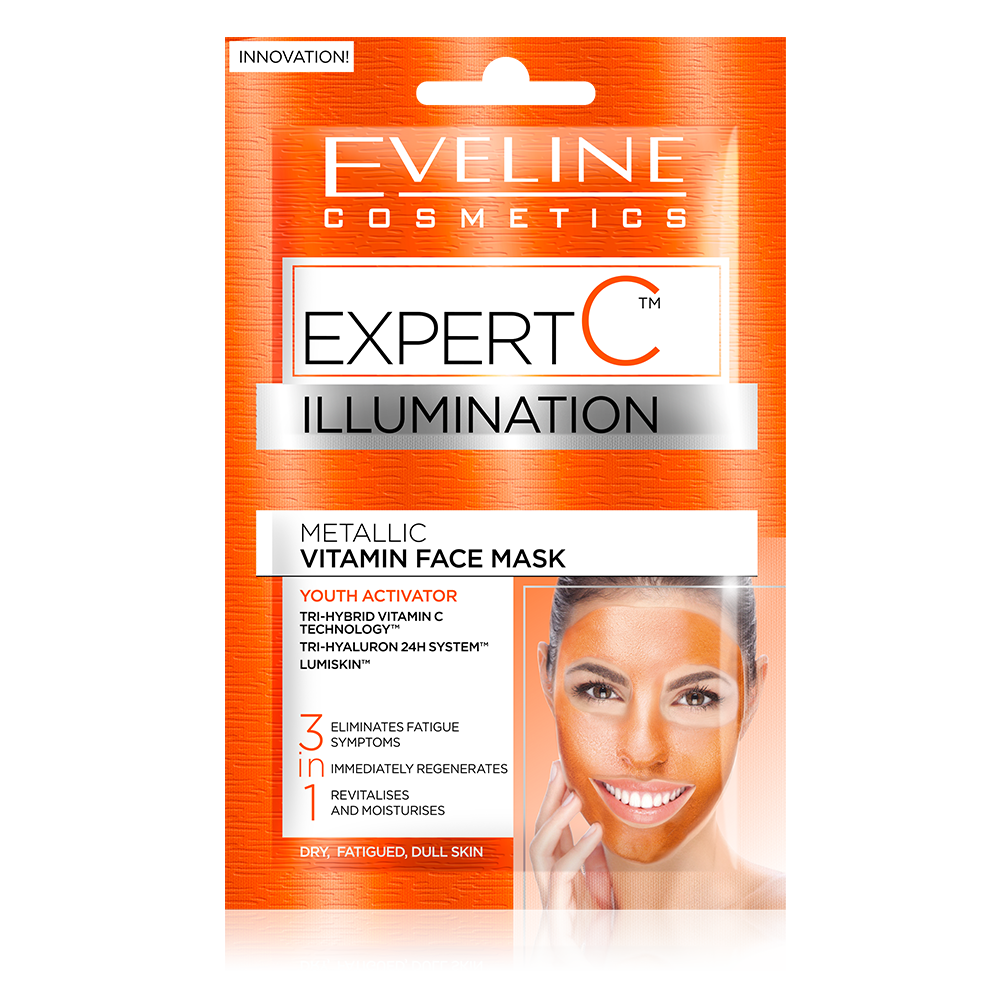 INNOVATION!
EVELINE
COSMETICS
EXPERT C™
ILLUMINATION
METALLIC
VITAMIN FACE MASK
YOUTH ACTIVATOR
TRI-HYBRID VITAMIN C
TECHNOLOGY™
TRI-HYALURON 24H SYSTEM™
LUMISKIN™
3 in 1
ELIMINATES FATIGUE
SYMPTOMS
IMMEDIATELY REGENERATES
REVITALISES
AND MOISTURISES
DRY, FATIGUED, DULL SKIN